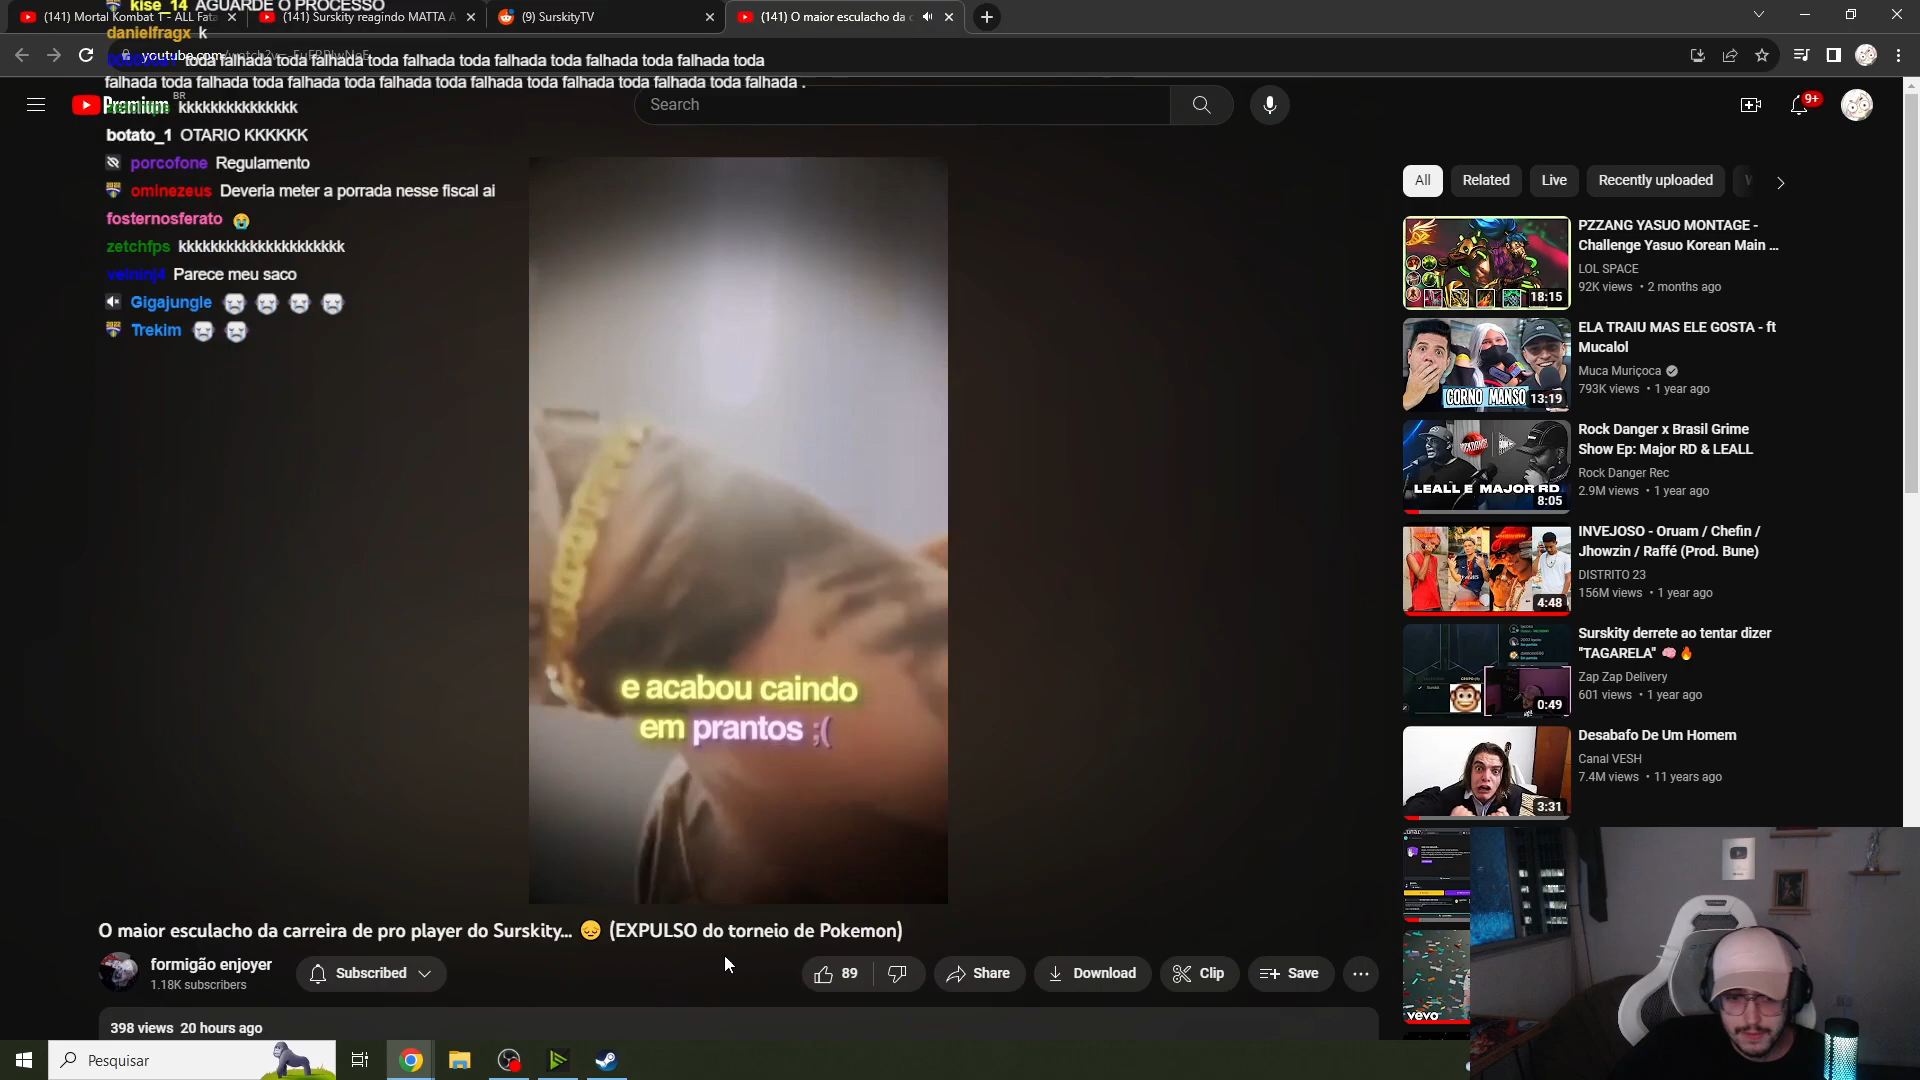 (141) Mortal Kombat 1 - ALL Fata
(141) Surskity reagindo MATTA A
(9) SurskityTV
(141) O maior esculacho da c
kise_14 AGUARDE O PROCESSO
danielfragx k
youtube.com/watch?v=
toda falhada toda falhada toda falhada toda falhada toda falhada toda falhada toda
falhada toda falhada toda falhada toda falhada toda falhada toda falhada toda falhada toda falhada .
Premium BR
Search
9+
zetchfps kkkkkkkkkkkkkkk
botato_1 OTARIO KKKKKK
porcofone Regulamento
ominezeus Deveria meter a porrada nesse fiscal ai
fosternosferato 😭
zetchfps kkkkkkkkkkkkkkkkkkkkk
velninj4 Parece meu saco
Gigajungle
Trekim
e acabou caindo
em prantos ;(
All
Related
Live
Recently uploaded
PZZANG YASUO MONTAGE -
Challenge Yasuo Korean Main ...
LOL SPACE
92K views • 2 months ago
18:15
ELA TRAIU MAS ELE GOSTA - ft
Mucalol
Muca Muriçoca
793K views • 1 year ago
CORNO MANSO
13:19
Rock Danger x Brasil Grime
Show Ep: Major RD & LEALL
Rock Danger Rec
2.9M views • 1 year ago
LEALL E MAJOR RD
8:05
INVEJOSO - Oruam / Chefin /
Jhowzin / Raffé (Prod. Bune)
DISTRITO 23
156M views • 1 year ago
4:48
Surskity derrete ao tentar dizer
"TAGARELA" 🧠🔥
Zap Zap Delivery
601 views • 1 year ago
0:49
Desabafo De Um Homem
Canal VESH
7.4M views • 11 years ago
3:31
vevo
O maior esculacho da carreira de pro player do Surskity... 😔 (EXPULSO do torneio de Pokemon)
formigão enjoyer
1.18K subscribers
Subscribed
89
Share
Download
Clip
Save
398 views 20 hours ago
Pesquisar